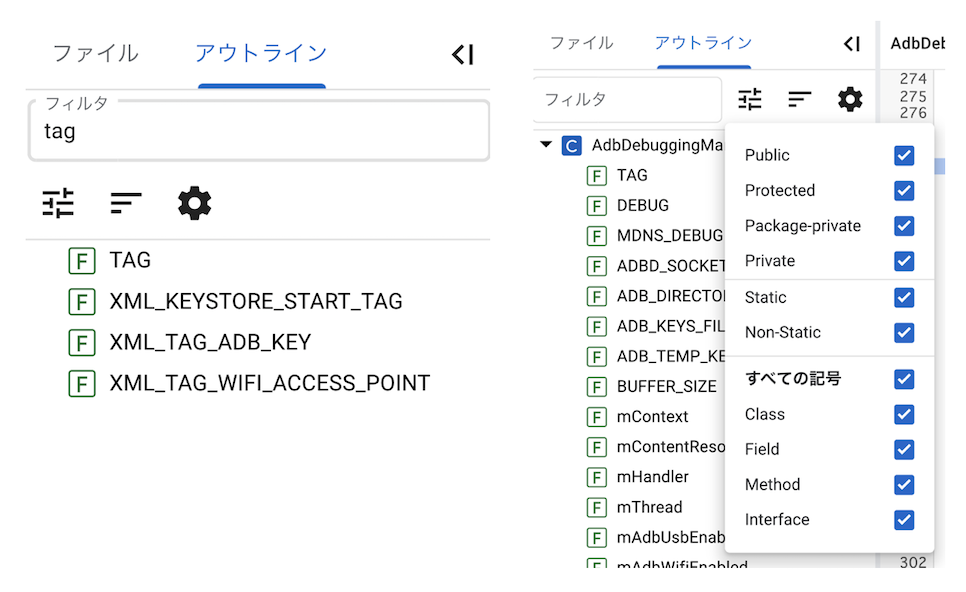 ファイル
アウトライン
フィルタ
tag
F TAG
F XML_KEYSTORE_START_TAG
F XML_TAG_ADB_KEY
F XML_TAG_WIFI_ACCESS_POINT
ファイル
アウトライン
AdbDeb
フィルタ
274
275
276
C AdbDebuggingMa
F TAG
F DEBUG
F MDNS_DEBUG
F ADBD_SOCKET
F ADB_DIRECTO
F ADB_KEYS_FIL
F ADB_TEMP_KE
F BUFFER_SIZE
F mContext
F mContentReso
F mHandler
F mThread
F mAdbUsbEnab
F mAdbWifiEnabled
Public
Protected
Package-private
Private
Static
Non-Static
すべての記号
Class
Field
Method
Interface
302